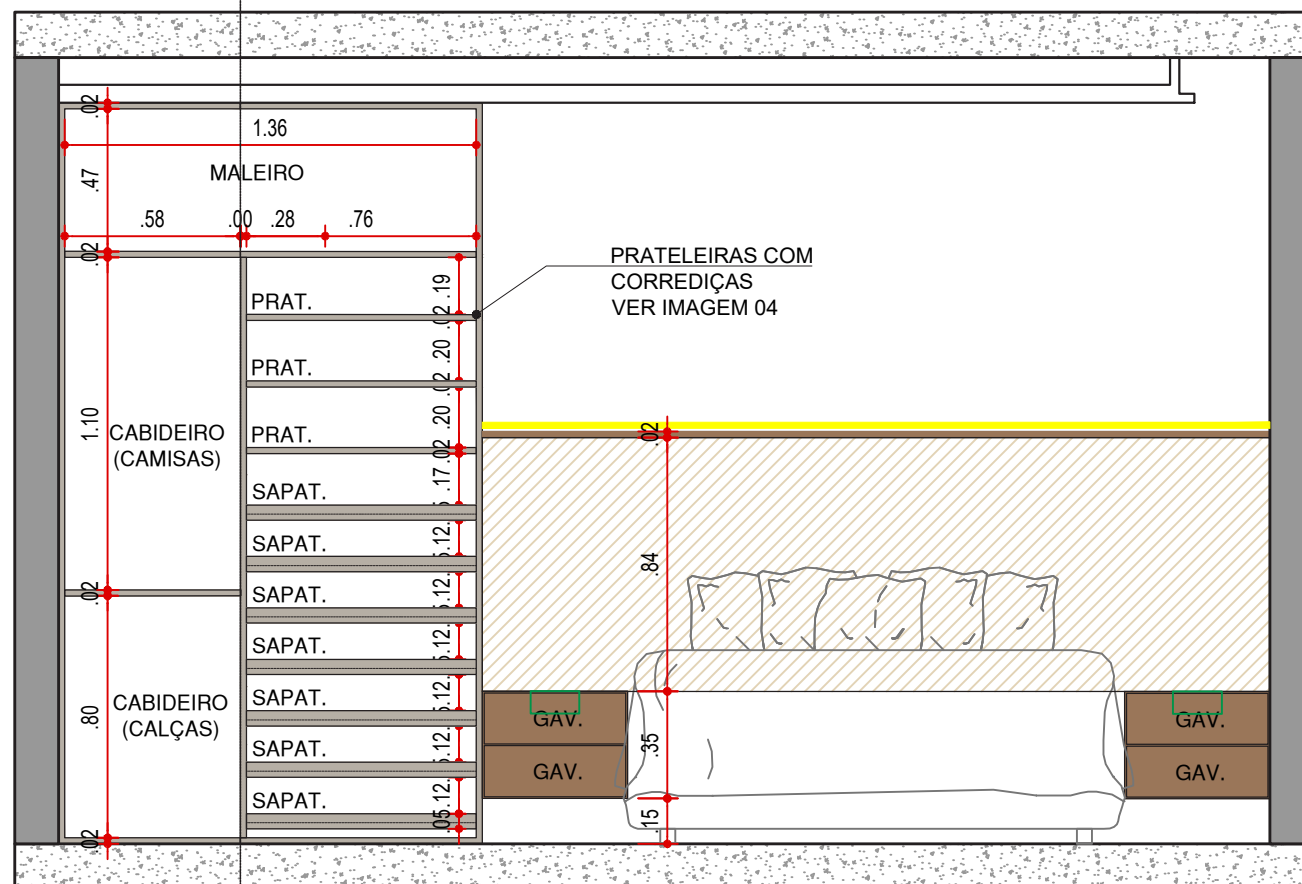 .02
1.36
.47
MALEIRO
.58
.00
.28
.76
.02
PRATELEIRAS COM
CORREDIÇAS
VER IMAGEM 04
.19
PRAT.
.02
.20
PRAT.
.02
.20
1.10
CABIDEIRO
(CAMISAS)
PRAT.
.02
.02
.17
SAPAT.
SAPAT.
.12
.84
SAPAT.
.12
.02
SAPAT.
.12
SAPAT.
.12
CABIDEIRO
(CALÇAS)
.80
GAV.
GAV.
SAPAT.
.12
.35
GAV.
GAV.
SAPAT.
.12
.05
.15
.02